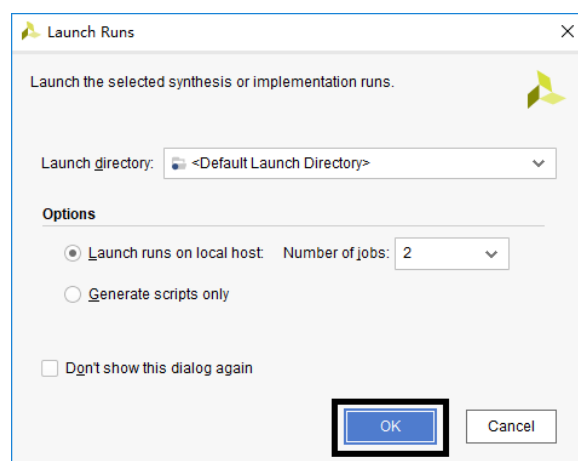 Launch Runs
Launch the selected synthesis or implementation runs.
Launch directory: <Default Launch Directory>
Options
Launch runs on local host: Number of jobs: 2
Generate scripts only
Don't show this dialog again
OK Cancel